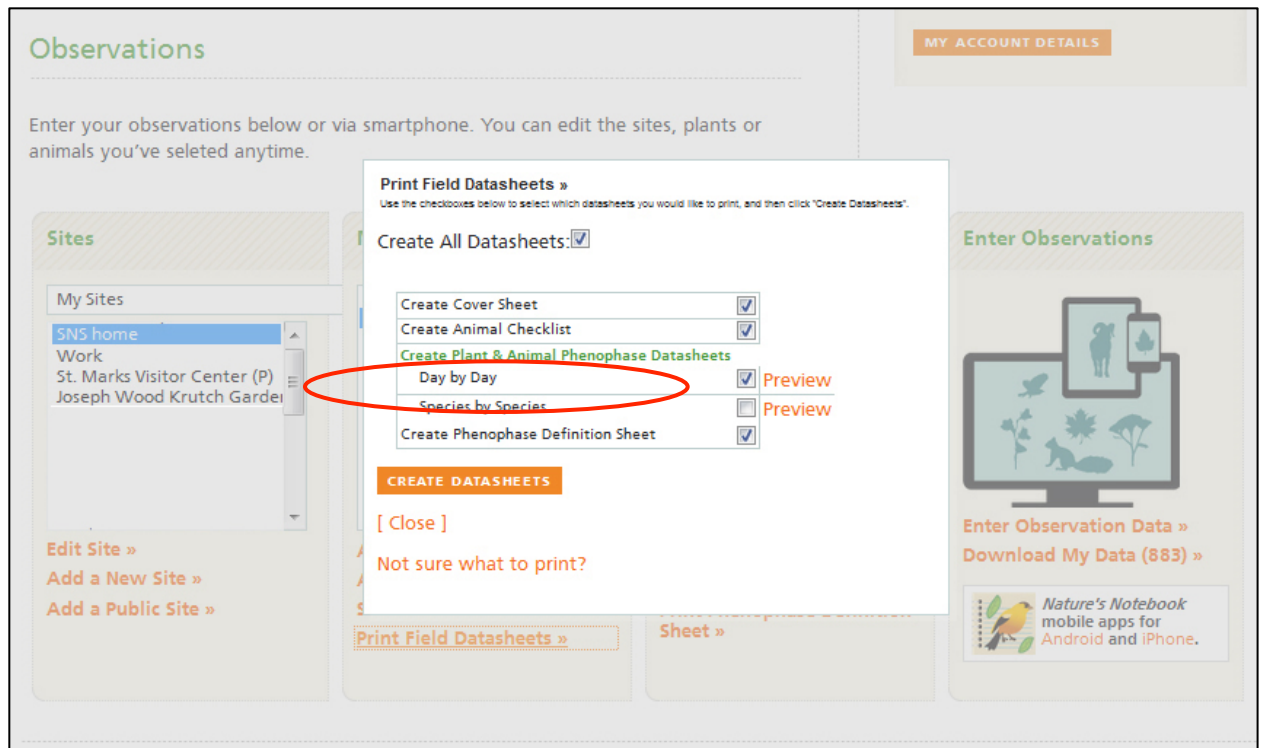 Observations
MY ACCOUNT DETAILS
Enter your observations below or via smartphone. You can edit the sites, plants or
animals you've seleted anytime.
Sites
My Sites
SNS home
Work
St. Marks Visitor Center (P)
Joseph Wood Krutch Garden
Edit Site »
Add a New Site »
Add a Public Site »
Print Field Datasheets »
Use the checkboxes below to select which datasheets you would like to print, and then click "Create Datasheets".
Create All Datasheets:
Create Cover Sheet
Create Animal Checklist
Create Plant & Animal Phenophase Datasheets
Day by Day
Preview
Species by Species
Preview
Create Phenophase Definition Sheet
CREATE DATASHEETS
[ Close ]
Not sure what to print?
Print Field Datasheets »
Print Phenophase Definition
Sheet »
Enter Observations
Enter Observation Data »
Download My Data (883) »
Nature's Notebook
mobile apps for
Android and iPhone.